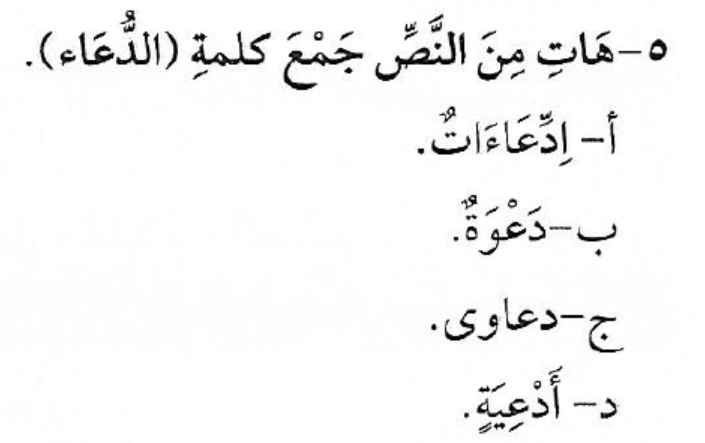 ٥-هَاتِ مِنَ النَّصِّ جَمْعَ كلمةِ (الدُّعَاء).
أ- اِدِّعَاءَاتٌ.
ب-دَعْوَةٌ.
ج-دعاوى.
د- أَدْعِيَةٍ.